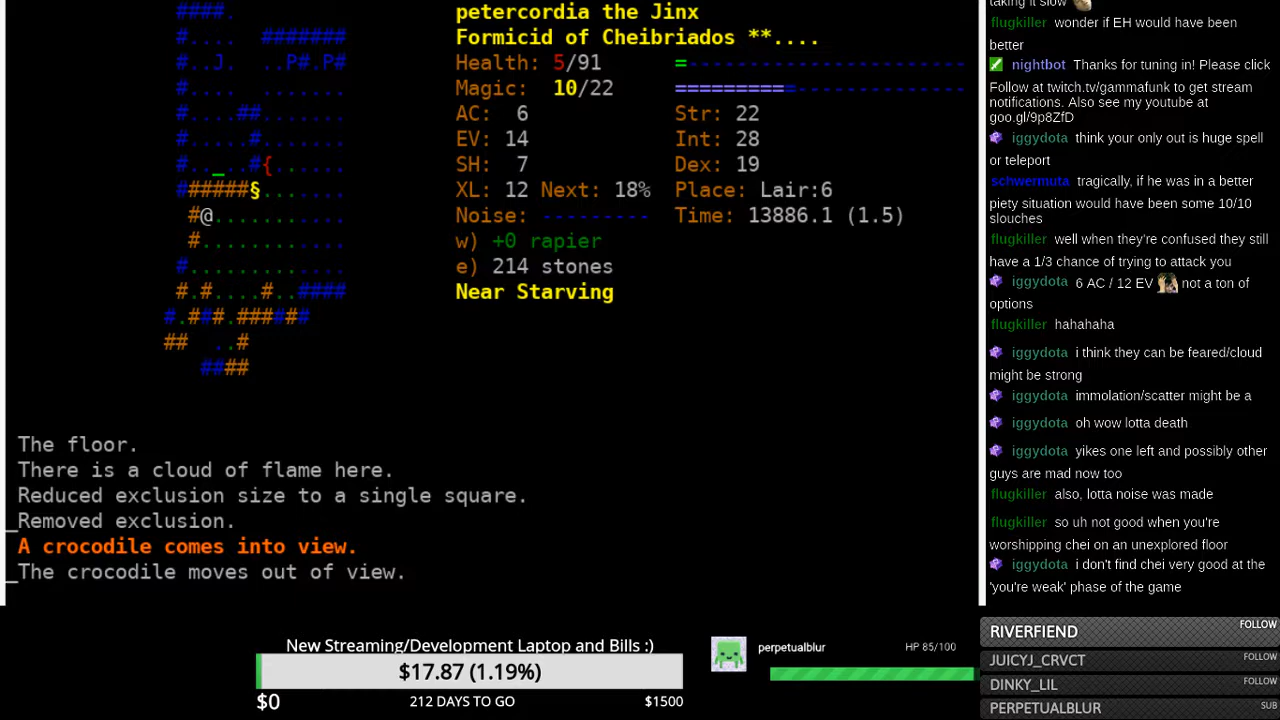 ####.
#.... #######
#..J. ..P#.P#
#.... .......
#....## .....
#.....#......
#.._..#{.....
#####§.......
#@...........
#............
#..........
#.#....#..####
#.###.######
## ..#
####
petercordia the Jinx
Formicid of Cheibriados **....
Health: 5/91 =-----------------------
Magic: 10/22 ==========--------------
AC: 6 Str: 22
EV: 14 Int: 28
SH: 7 Dex: 19
XL: 12 Next: 18% Place: Lair:6
Noise: --------- Time: 13886.1 (1.5)
w) +0 rapier
e) 214 stones
Near Starving
The floor.
There is a cloud of flame here.
Reduced exclusion size to a single square.
_Removed exclusion.
A crocodile comes into view.
_The crocodile moves out of view.
taking it slow
flugkiller wonder if EH would have been
better
nightbot Thanks for tuning in! Please click
Follow at twitch.tv/gammafunk to get stream
notifications. Also see my youtube at
goo.gl/9p8ZfD
iggydota think your only out is huge spell
or teleport
schwermuta tragically, if he was in a better
piety situation would have been some 10/10
slouches
flugkiller well when they're confused they still
have a 1/3 chance of trying to attack you
iggydota 6 AC / 12 EV not a ton of
options
flugkiller hahahaha
iggydota i think they can be feared/cloud
might be strong
iggydota immolation/scatter might be a
iggydota oh wow lotta death
iggydota yikes one left and possibly other
guys are mad now too
flugkiller also, lotta noise was made
flugkiller so uh not good when you're
worshipping chei on an unexplored floor
iggydota i don't find chei very good at the
'you're weak' phase of the game
New Streaming/Development Laptop and Bills :)
$17.87 (1.19%)
$0 212 DAYS TO GO $1500
perpetualblur HP 85/100
RIVERFIEND FOLLOW
JUICYJ_CRVCT FOLLOW
DINKY_LIL FOLLOW
PERPETUALBLUR SUB